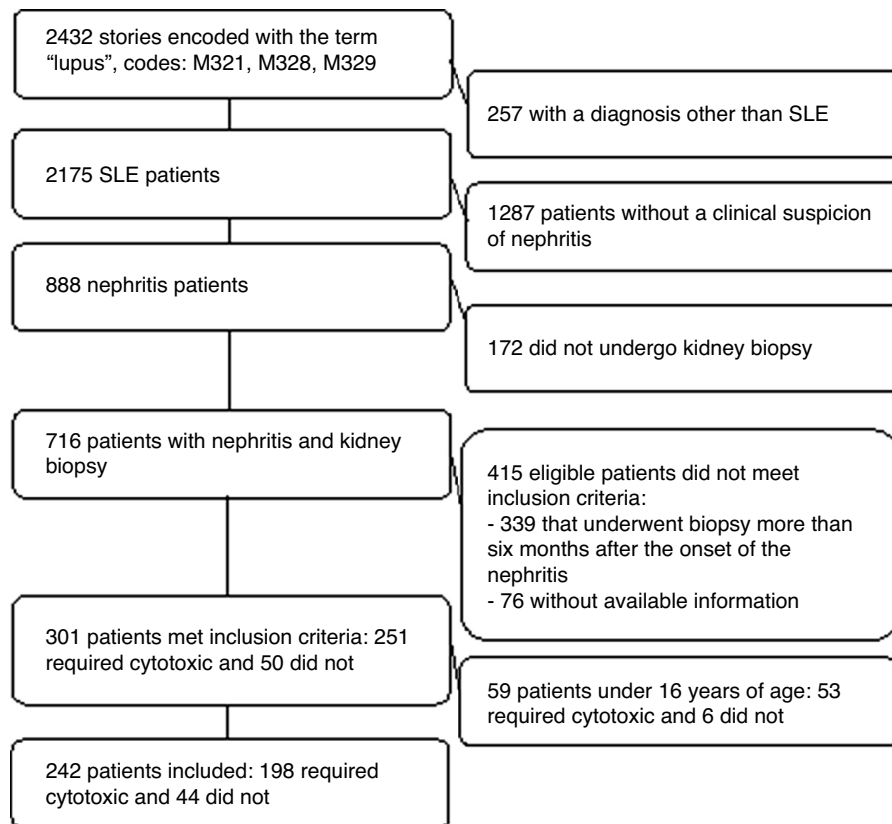 2432 stories encoded with the term
“lupus”, codes: M321, M328, M329
257 with a diagnosis other than SLE
2175 SLE patients
1287 patients without a clinical suspicion
of nephritis
888 nephritis patients
172 did not undergo kidney biopsy
716 patients with nephritis and kidney
biopsy
415 eligible patients did not meet
inclusion criteria:
- 339 that underwent biopsy more than
six months after the onset of the
nephritis
- 76 without available information
301 patients met inclusion criteria: 251
required cytotoxic and 50 did not
59 patients under 16 years of age: 53
required cytotoxic and 6 did not
242 patients included: 198 required
cytotoxic and 44 did not